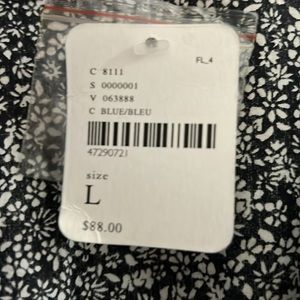 FL_4
C 8111
S 0000001
V 063888
C BLUE/BLEU
47290721
size
L
$88.00